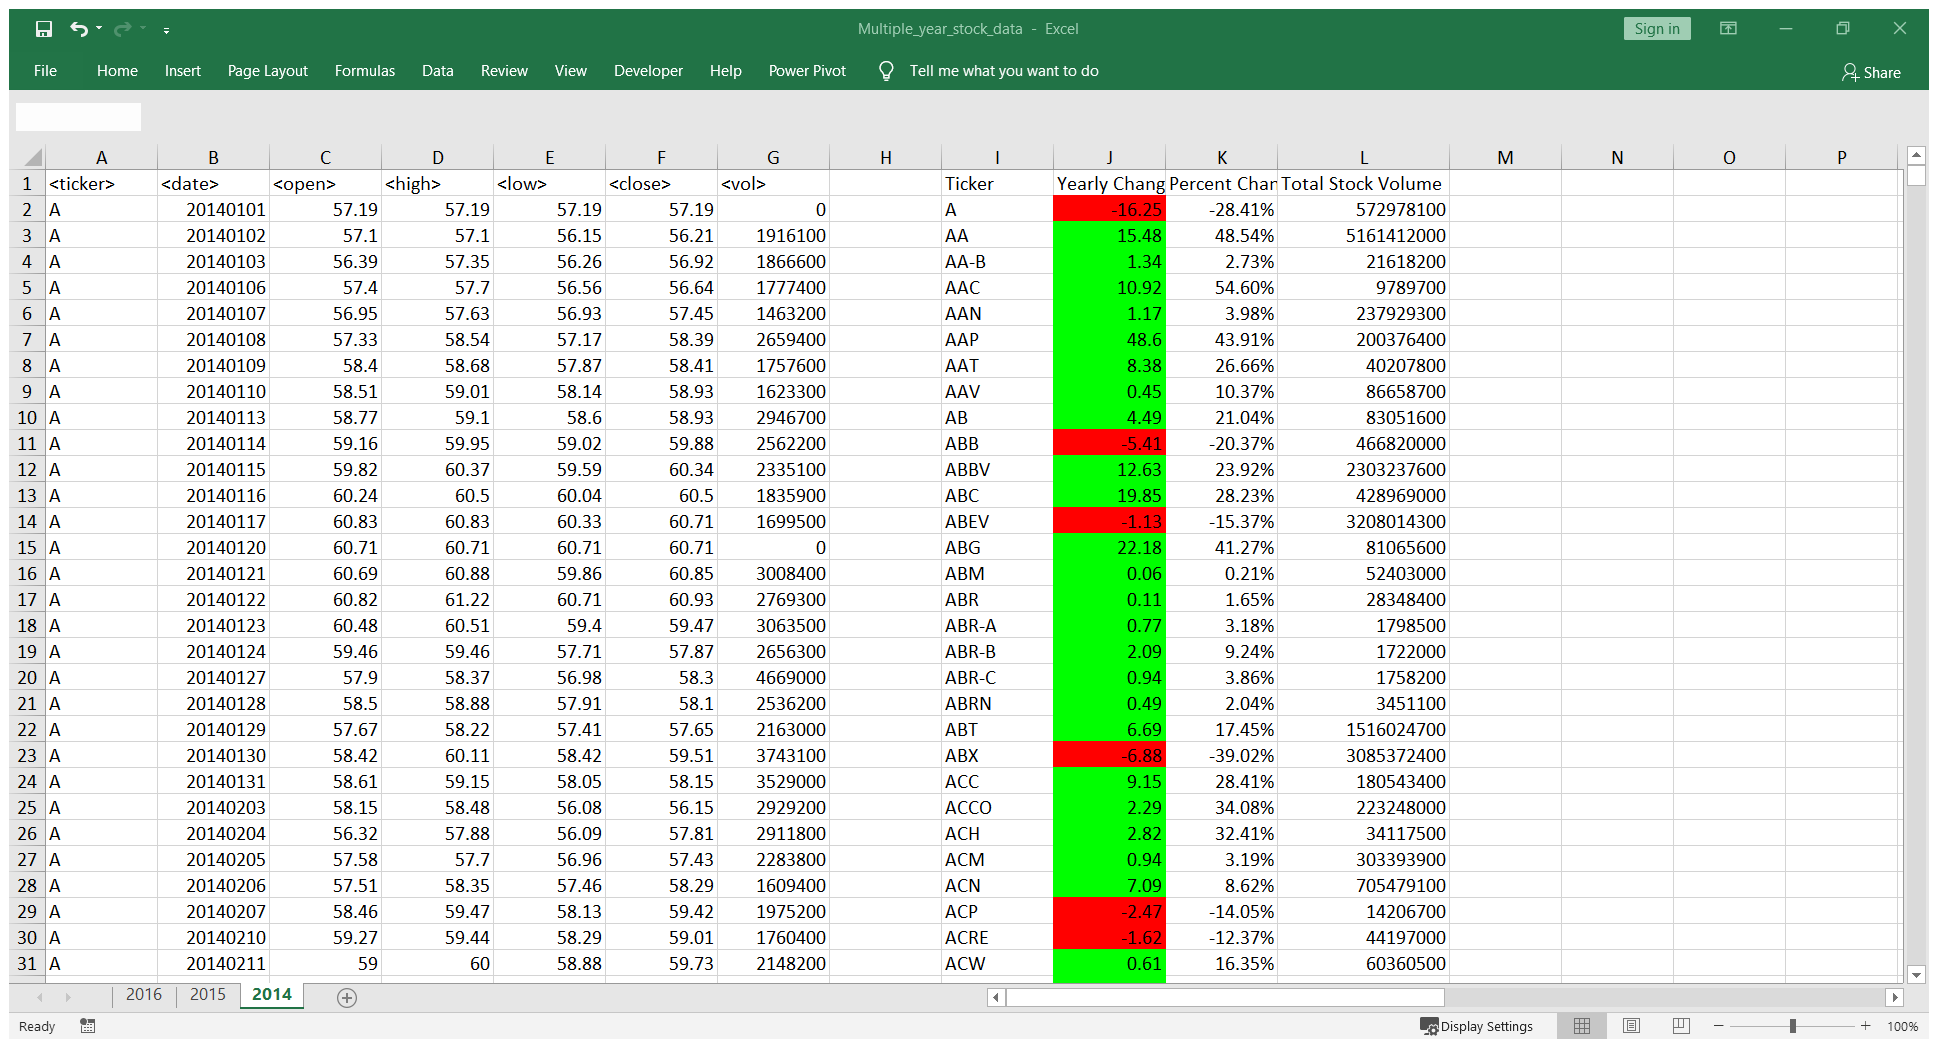 Multiple_year_stock_data - Excel
Sign in
File Home Insert Page Layout Formulas Data Review View Developer Help Power Pivot Tell me what you want to do Share
A B C D E F G H I J K L M N O P
1 <ticker> <date> <open> <high> <low> <close> <vol> Ticker Yearly Chang Percent Chan Total Stock Volume
2 A 20140101 57.19 57.19 57.19 57.19 0 A -16.25 -28.41% 572978100
3 A 20140102 57.1 57.1 56.15 56.21 1916100 AA 15.48 48.54% 5161412000
4 A 20140103 56.39 57.35 56.26 56.92 1866600 AA-B 1.34 2.73% 21618200
5 A 20140106 57.4 57.7 56.56 56.64 1777400 AAC 10.92 54.60% 9789700
6 A 20140107 56.95 57.63 56.93 57.45 1463200 AAN 1.17 3.98% 237929300
7 A 20140108 57.33 58.54 57.17 58.39 2659400 AAP 48.6 43.91% 200376400
8 A 20140109 58.4 58.68 57.87 58.41 1757600 AAT 8.38 26.66% 40207800
9 A 20140110 58.51 59.01 58.14 58.93 1623300 AAV 0.45 10.37% 86658700
10 A 20140113 58.77 59.1 58.6 58.93 2946700 AB 4.49 21.04% 83051600
11 A 20140114 59.16 59.95 59.02 59.88 2562200 ABB -5.41 -20.37% 466820000
12 A 20140115 59.82 60.37 59.59 60.34 2335100 ABBV 12.63 23.92% 2303237600
13 A 20140116 60.24 60.5 60.04 60.5 1835900 ABC 19.85 28.23% 428969000
14 A 20140117 60.83 60.83 60.33 60.71 1699500 ABEV -1.13 -15.37% 3208014300
15 A 20140120 60.71 60.71 60.71 60.71 0 ABG 22.18 41.27% 81065600
16 A 20140121 60.69 60.88 59.86 60.85 3008400 ABM 0.06 0.21% 52403000
17 A 20140122 60.82 61.22 60.71 60.93 2769300 ABR 0.11 1.65% 28348400
18 A 20140123 60.48 60.51 59.4 59.47 3063500 ABR-A 0.77 3.18% 1798500
19 A 20140124 59.46 59.46 57.71 57.87 2656300 ABR-B 2.09 9.24% 1722000
20 A 20140127 57.9 58.37 56.98 58.3 4669000 ABR-C 0.94 3.86% 1758200
21 A 20140128 58.5 58.88 57.91 58.1 2536200 ABRN 0.49 2.04% 3451100
22 A 20140129 57.67 58.22 57.41 57.65 2163000 ABT 6.69 17.45% 1516024700
23 A 20140130 58.42 60.11 58.42 59.51 3743100 ABX -6.88 -39.02% 3085372400
24 A 20140131 58.61 59.15 58.05 58.15 3529000 ACC 9.15 28.41% 180543400
25 A 20140203 58.15 58.48 56.08 56.15 2929200 ACCO 2.29 34.08% 223248000
26 A 20140204 56.32 57.88 56.09 57.81 2911800 ACH 2.82 32.41% 34117500
27 A 20140205 57.58 57.7 56.96 57.43 2283800 ACM 0.94 3.19% 303393900
28 A 20140206 57.51 58.35 57.46 58.29 1609400 ACN 7.09 8.62% 705479100
29 A 20140207 58.46 59.47 58.13 59.42 1975200 ACP -2.47 -14.05% 14206700
30 A 20140210 59.27 59.44 58.29 59.01 1760400 ACRE -1.62 -12.37% 44197000
31 A 20140211 59 60 58.88 59.73 2148200 ACW 0.61 16.35% 60360500
2016 2015 2014
Ready Display Settings 100%